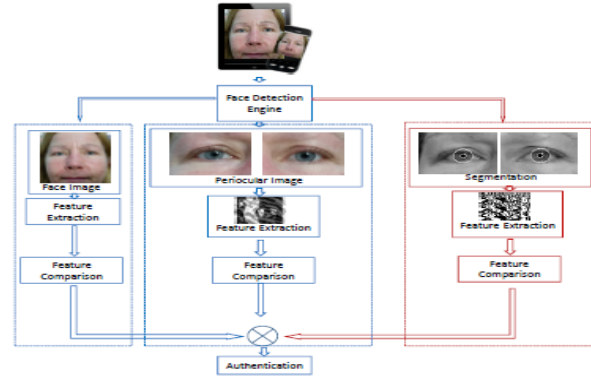 Face Detection
Engine
Face Image
Feature
Extraction
Feature
Comparison
Periocular Image
Feature Extraction
Feature
Comparison
Segmentation
Feature Extraction
Feature
Comparison
Authentication